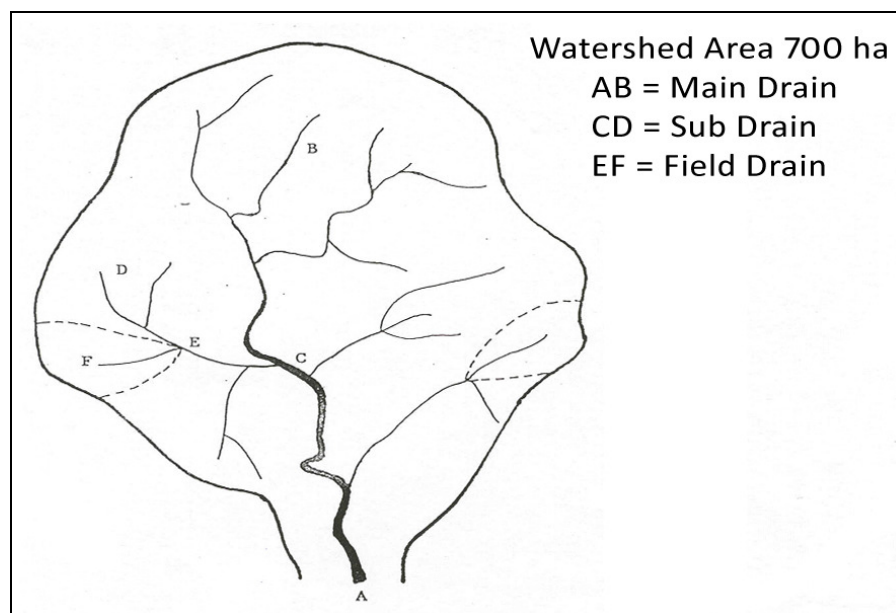 Watershed Area 700 ha
AB = Main Drain
CD = Sub Drain
EF = Field Drain
B
D
E
F
C
A